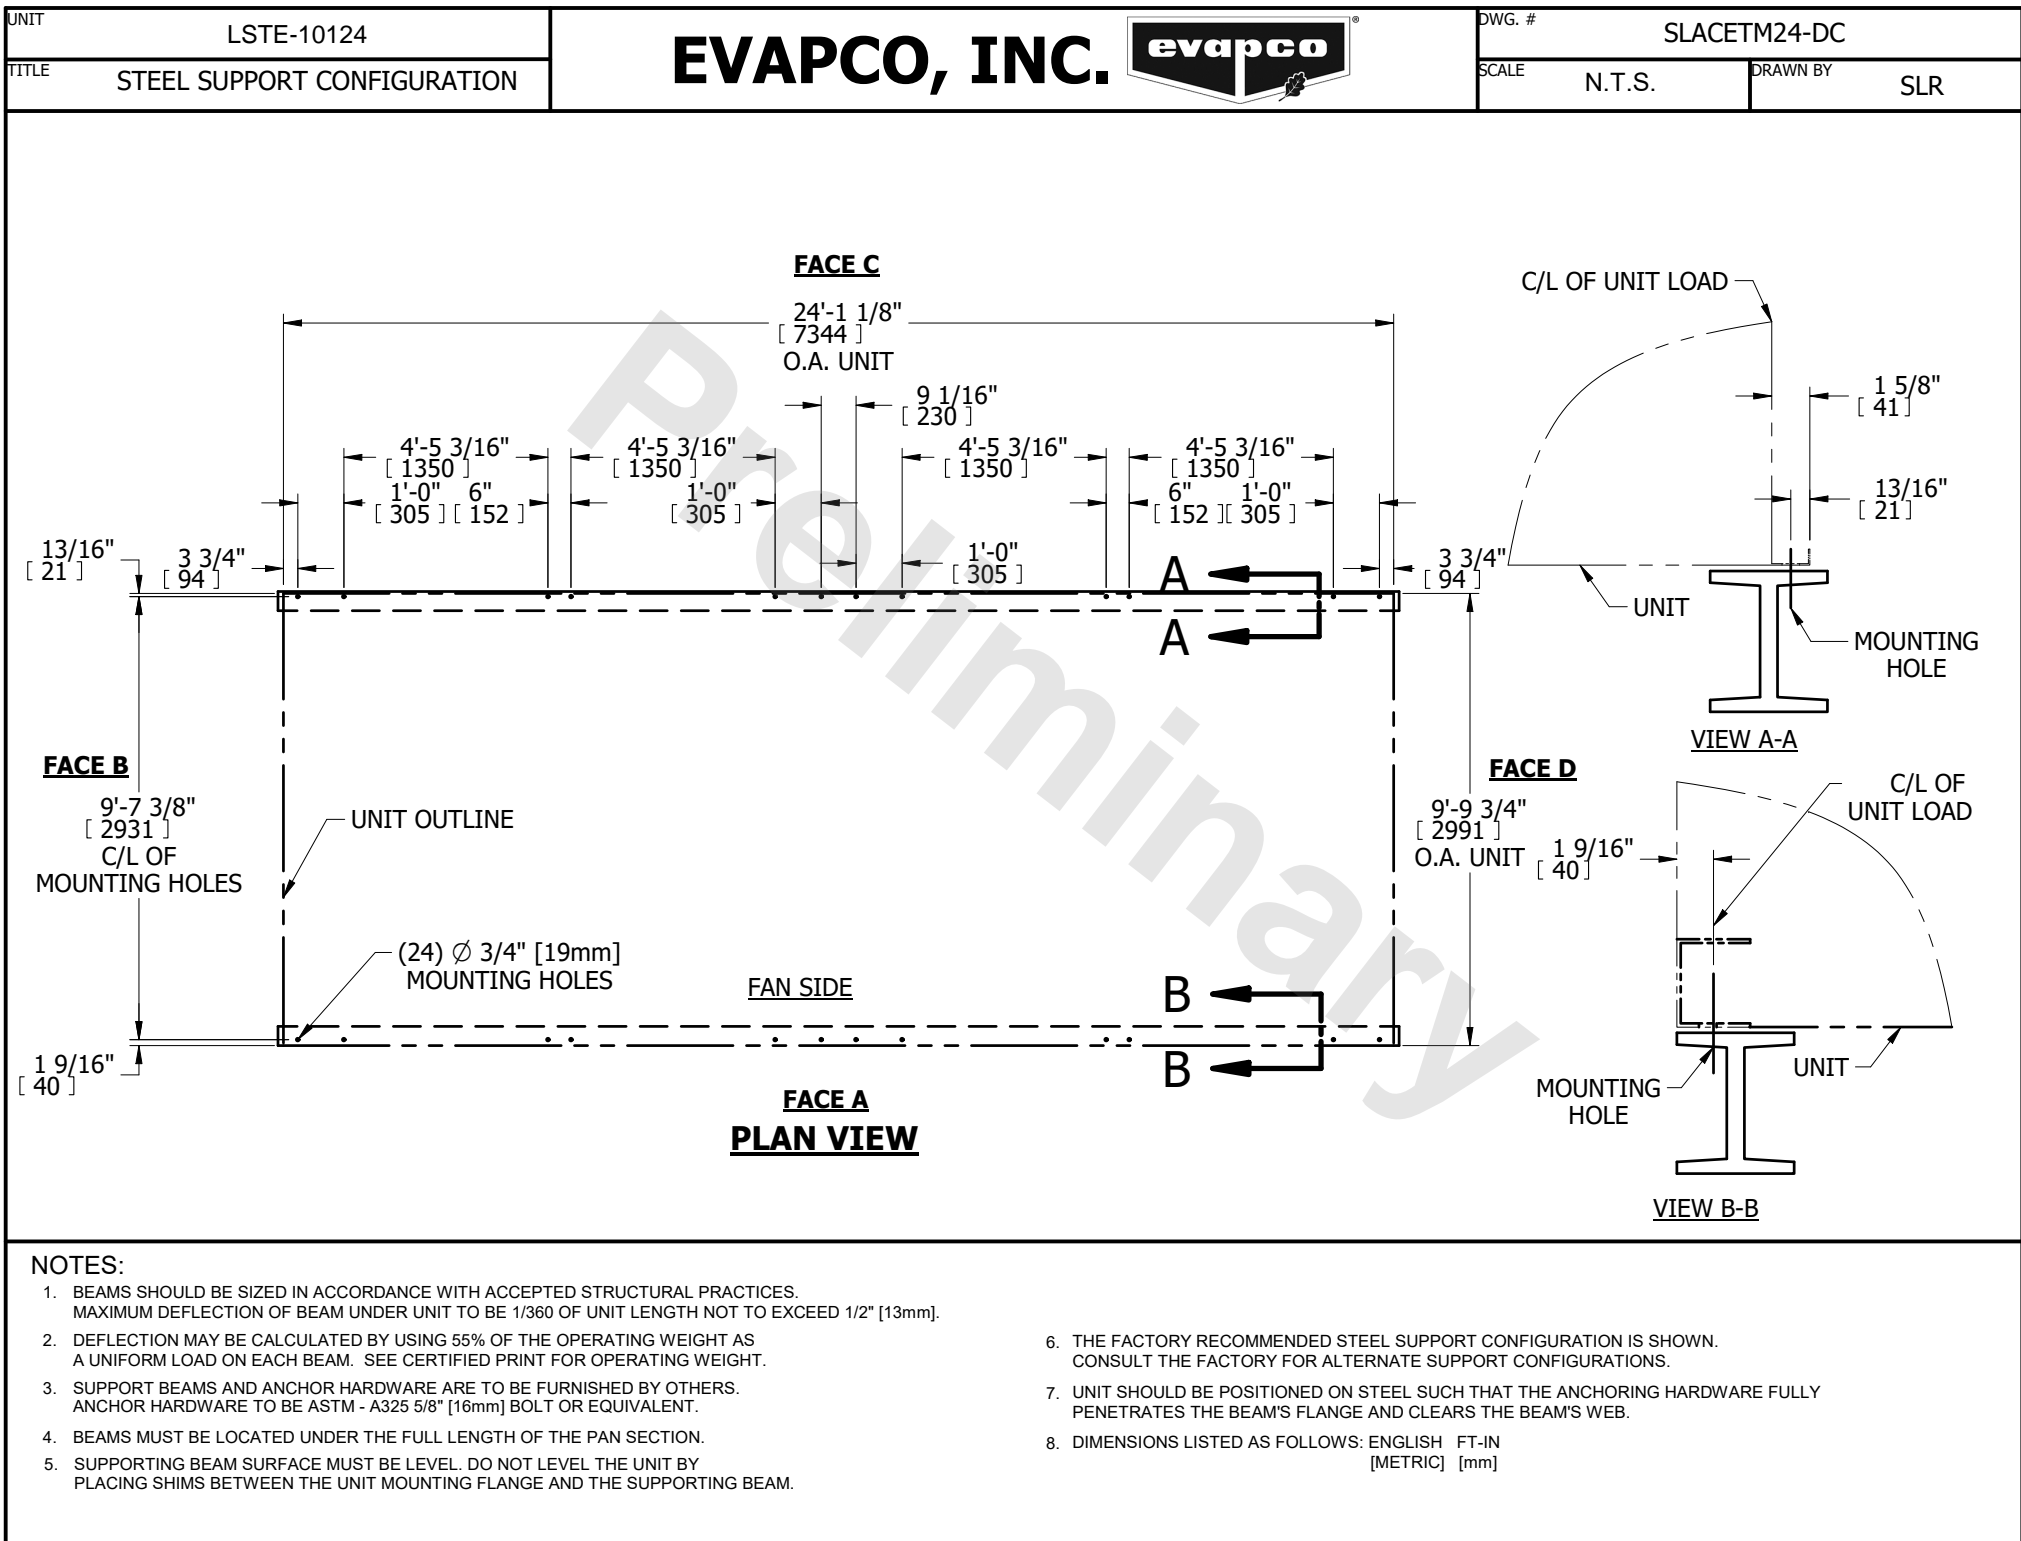 UNIT
LSTE-10124
TITLE
STEEL SUPPORT CONFIGURATION
EVAPCO, INC.
evapco
®
DWG. #
SLACETM24-DC
SCALE
N.T.S.
DRAWN BY
SLR
FACE C
24'-1 1/8"
[ 7344 ]
O.A. UNIT
9 1/16"
[ 230 ]
4'-5 3/16"
[ 1350 ]
4'-5 3/16"
[ 1350 ]
4'-5 3/16"
[ 1350 ]
4'-5 3/16"
[ 1350 ]
1'-0"
[ 305 ]
6"
[ 152 ]
1'-0"
[ 305 ]
6"
[ 152 ]
1'-0"
[ 305 ]
13/16"
[ 21 ]
3 3/4"
[ 94 ]
1'-0"
[ 305 ]
3 3/4"
[ 94 ]
A
A
FACE B
9'-7 3/8"
[ 2931 ]
C/L OF
MOUNTING HOLES
UNIT OUTLINE
FACE D
9'-9 3/4"
[ 2991 ]
O.A. UNIT
(24) Ø 3/4" [19mm]
MOUNTING HOLES
FAN SIDE
B
B
1 9/16"
[ 40 ]
FACE A
PLAN VIEW
Preliminary
C/L OF UNIT LOAD
1 5/8"
[ 41 ]
13/16"
[ 21 ]
UNIT
MOUNTING
HOLE
VIEW A-A
C/L OF
UNIT LOAD
1 9/16"
[ 40 ]
UNIT
MOUNTING
HOLE
VIEW B-B
NOTES:
1. BEAMS SHOULD BE SIZED IN ACCORDANCE WITH ACCEPTED STRUCTURAL PRACTICES.
MAXIMUM DEFLECTION OF BEAM UNDER UNIT TO BE 1/360 OF UNIT LENGTH NOT TO EXCEED 1/2" [13mm].
2. DEFLECTION MAY BE CALCULATED BY USING 55% OF THE OPERATING WEIGHT AS
A UNIFORM LOAD ON EACH BEAM. SEE CERTIFIED PRINT FOR OPERATING WEIGHT.
3. SUPPORT BEAMS AND ANCHOR HARDWARE ARE TO BE FURNISHED BY OTHERS.
ANCHOR HARDWARE TO BE ASTM - A325 5/8" [16mm] BOLT OR EQUIVALENT.
4. BEAMS MUST BE LOCATED UNDER THE FULL LENGTH OF THE PAN SECTION.
5. SUPPORTING BEAM SURFACE MUST BE LEVEL. DO NOT LEVEL THE UNIT BY
PLACING SHIMS BETWEEN THE UNIT MOUNTING FLANGE AND THE SUPPORTING BEAM.
6. THE FACTORY RECOMMENDED STEEL SUPPORT CONFIGURATION IS SHOWN.
CONSULT THE FACTORY FOR ALTERNATE SUPPORT CONFIGURATIONS.
7. UNIT SHOULD BE POSITIONED ON STEEL SUCH THAT THE ANCHORING HARDWARE FULLY
PENETRATES THE BEAM'S FLANGE AND CLEARS THE BEAM'S WEB.
8. DIMENSIONS LISTED AS FOLLOWS: ENGLISH FT-IN
[METRIC] [mm]